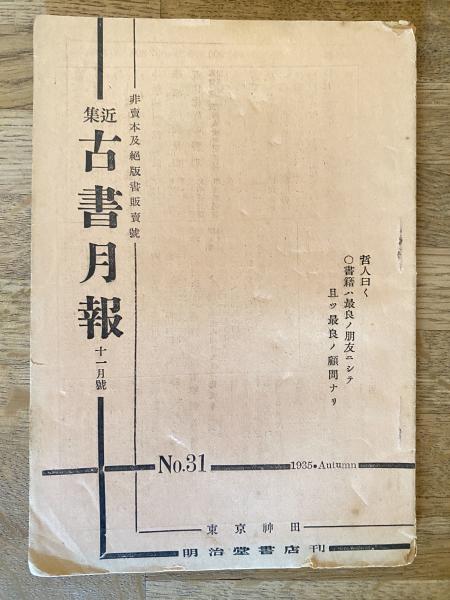 哲人曰く
○書籍ハ最良ノ朋友ニシテ
且ツ最良ノ顧問ナリ
非賣本及絕版書販賣號
近集
古書月報
十一月號
No.31
1935•Autumn
東京神田
明治堂書店刊